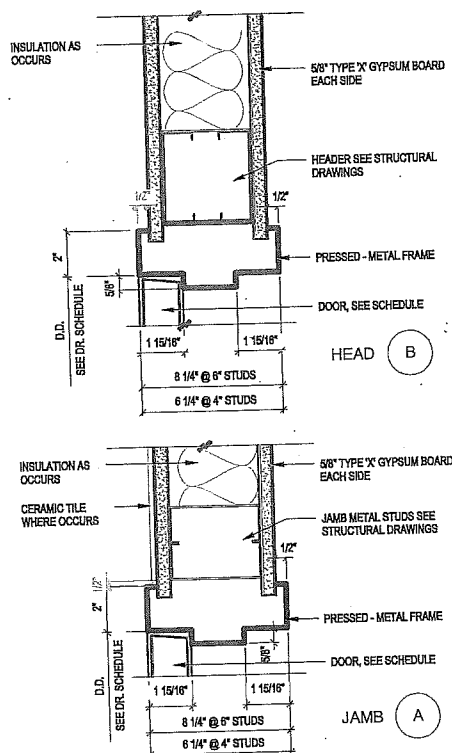 INSULATION AS
OCCURS
5/8" TYPE 'X' GYPSUM BOARD
EACH SIDE
HEADER SEE STRUCTURAL
DRAWINGS
1/2"
1/2"
2"
PRESSED - METAL FRAME
5/8"
DOOR, SEE SCHEDULE
D.D.
SEE DR. SCHEDULE
1 15/16"
1 15/16"
HEAD
B
8 1/4" @ 6" STUDS
6 1/4" @ 4" STUDS
INSULATION AS
OCCURS
5/8" TYPE 'X' GYPSUM BOARD
EACH SIDE
CERAMIC TILE
WHERE OCCURS
JAMB METAL STUDS SEE
STRUCTURAL DRAWINGS
1/2"
1/2"
2"
PRESSED - METAL FRAME
5/8"
DOOR, SEE SCHEDULE
D.D.
SEE DR. SCHEDULE
1 15/16"
1 15/16"
8 1/4" @ 6" STUDS
JAMB
A
6 1/4" @ 4" STUDS